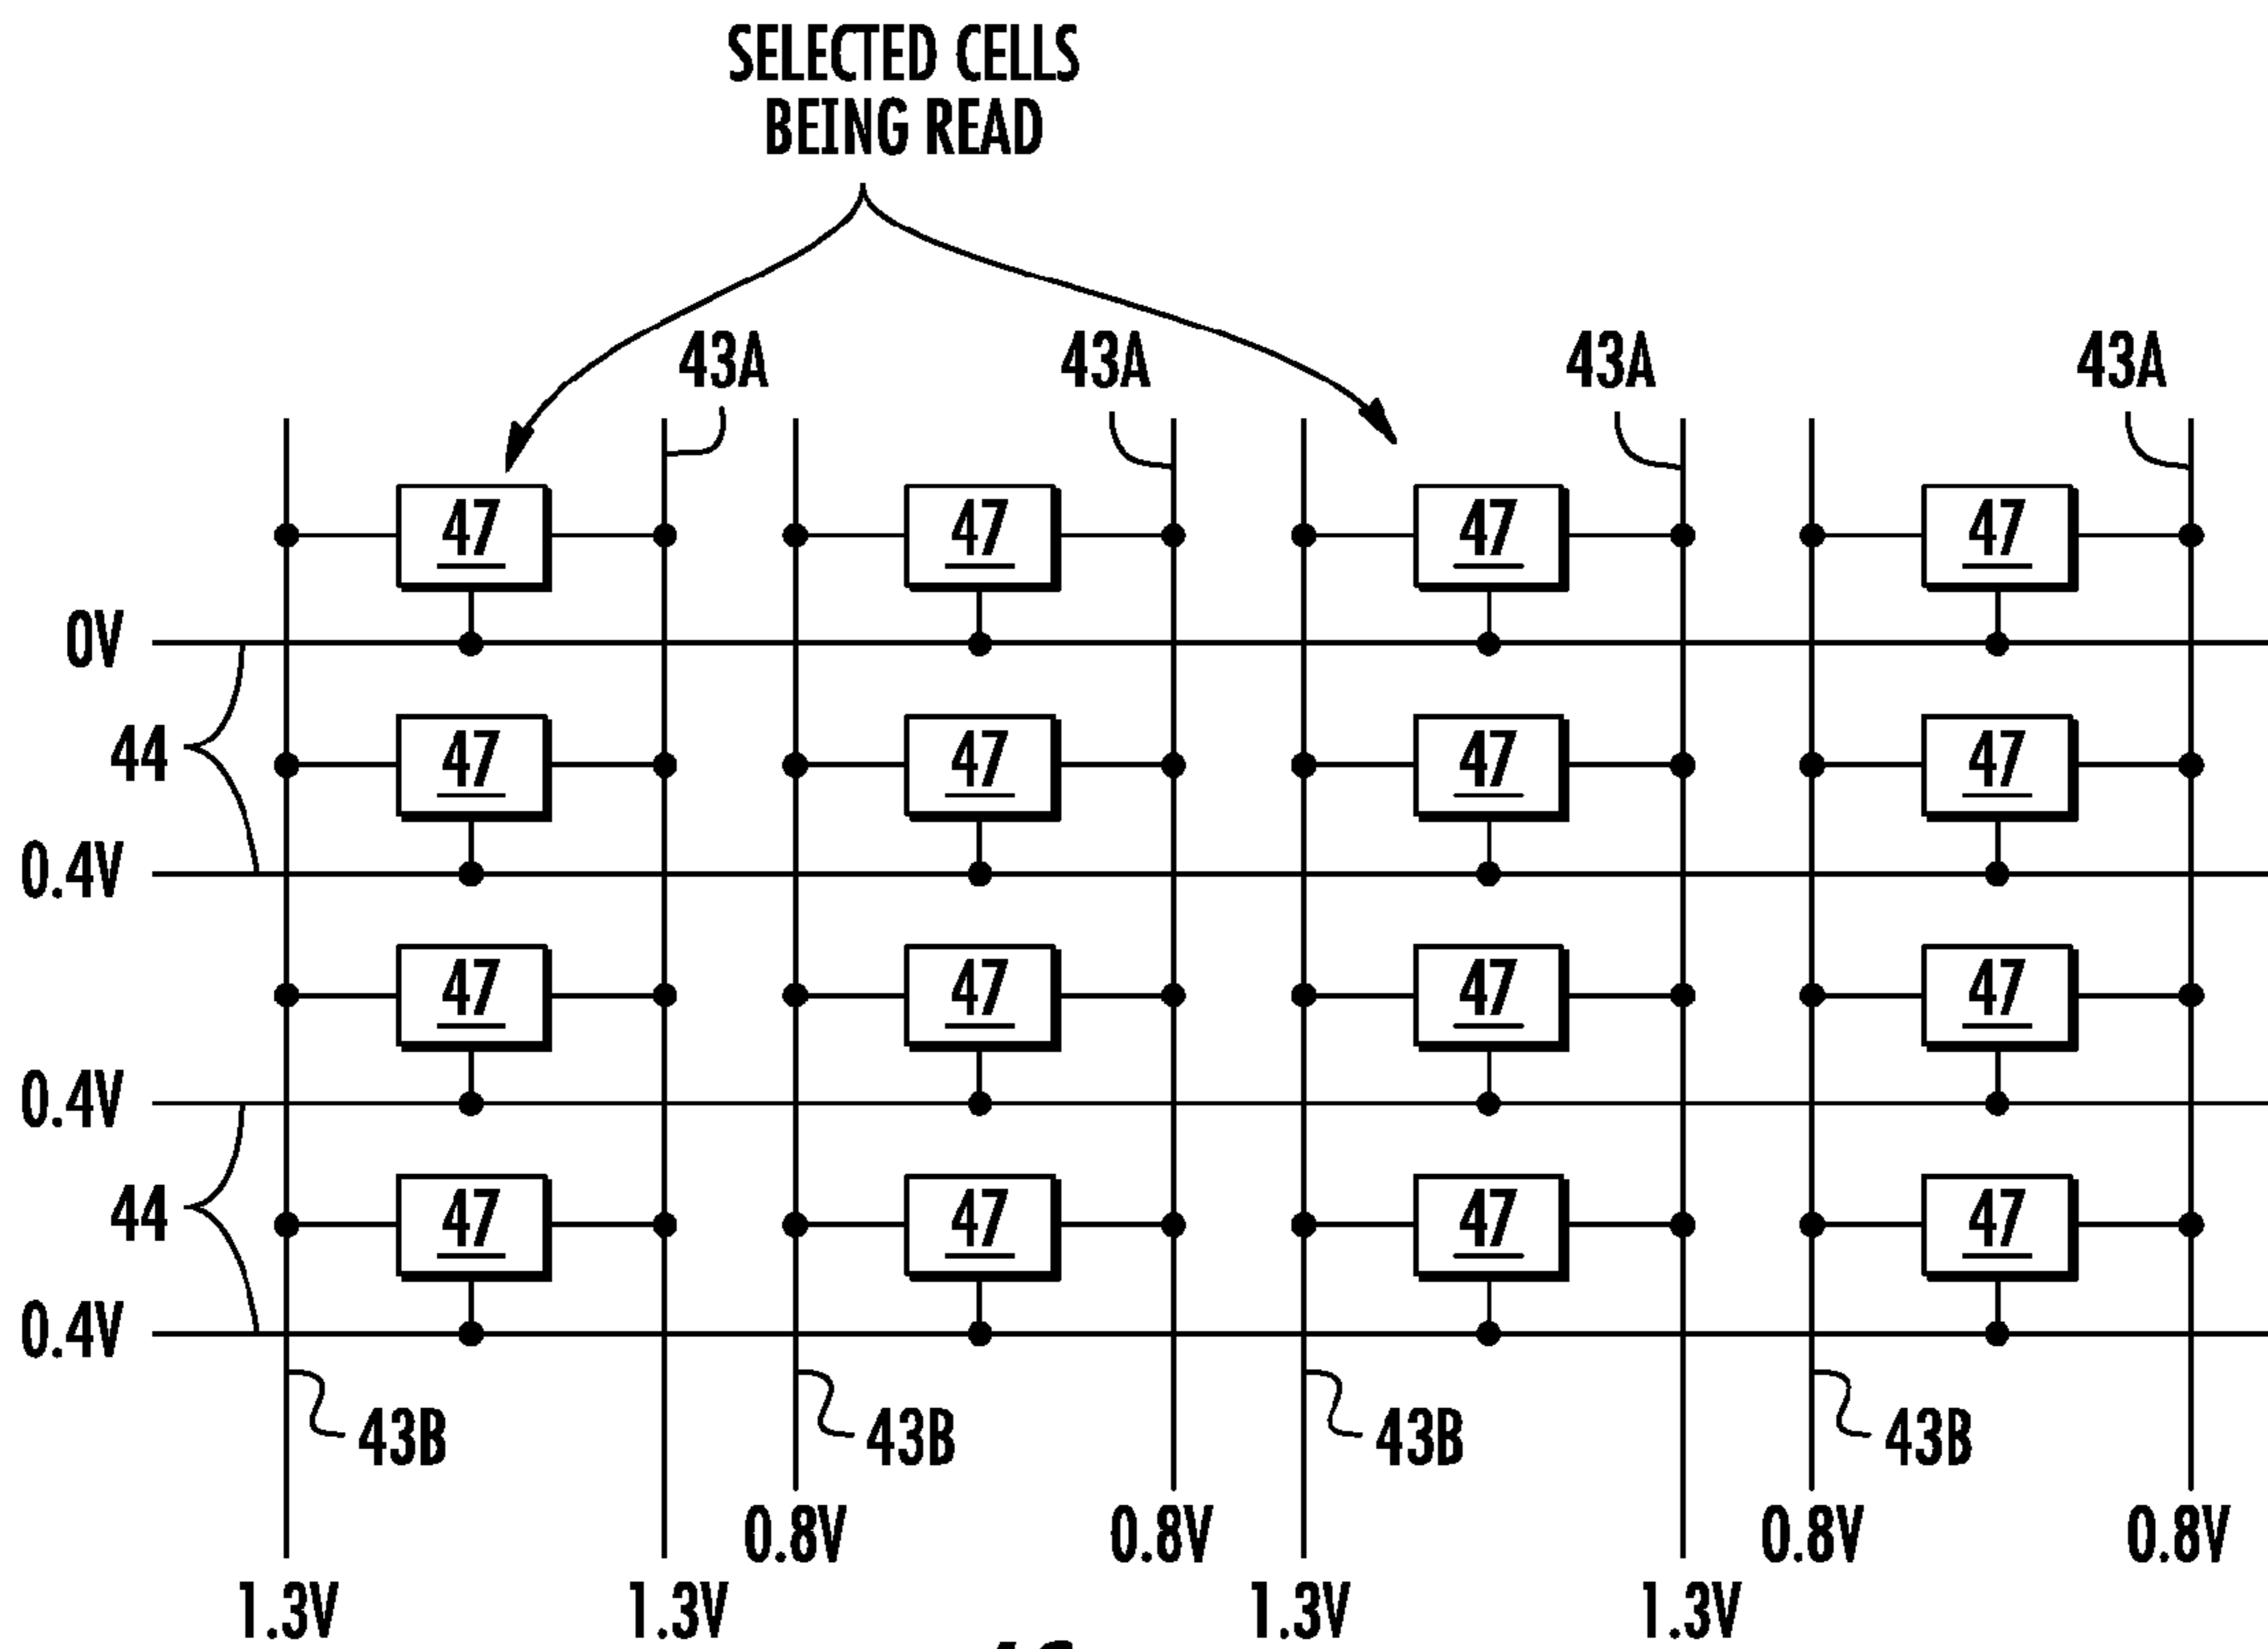 SELECTED CELLS
BEING READ
43A 43A 43A 43A
47 47 47 47
0V
44
47 47 47 47
0.4V
47 47 47 47
0.4V
44
47 47 47 47
0.4V
43B 43B 43B 43B
0.8V 0.8V 0.8V 0.8V
1.3V 1.3V 1.3V 1.3V